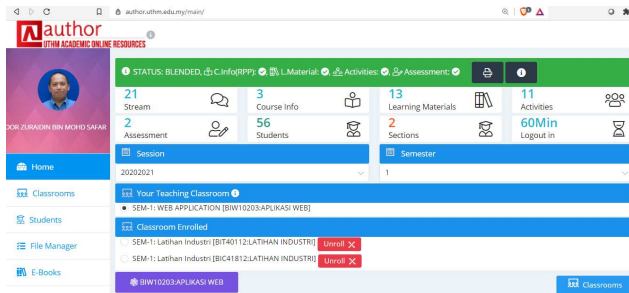 author.uthm.edu.my/main/
author
UTHM ACADEMIC ONLINE RESOURCES
STATUS: BLENDED, C.Info(RPP): , L.Material: , Activities: , Assessment:
21
Stream
3
Course Info
13
Learning Materials
11
Activities
2
Assessment
56
Students
2
Sections
60Min
Logout in
OOR ZURAIDIN BIN MOHD SAFAR
Home
Classrooms
Students
File Manager
E-Books
Session
Semester
20202021
1
Your Teaching Classroom
SEM-1: WEB APPLICATION [BIW10203:APLIKASI WEB]
Classroom Enrolled
SEM-1: Latihan Industri [BIT40112:LATIHAN INDUSTRI] Unroll X
SEM-1: Latihan Industri [BIC41812:LATIHAN INDUSTRI] Unroll X
BIW10203:APLIKASI WEB
Classrooms